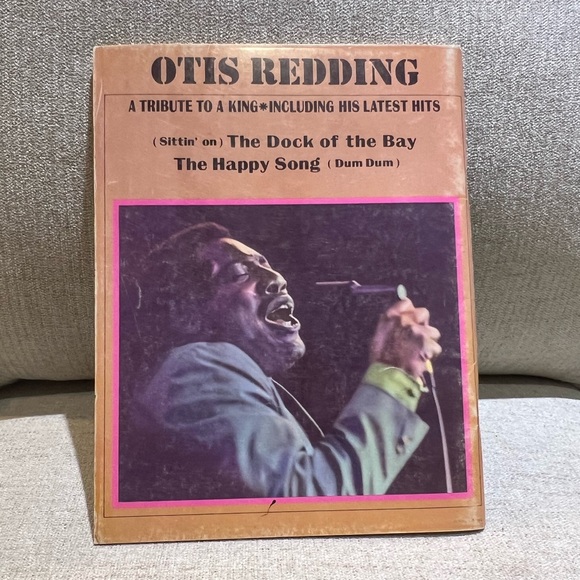 OTIS REDDING
A TRIBUTE TO A KING*INCLUDING HIS LATEST HITS
(Sittin' on) The Dock of the Bay
The Happy Song (Dum Dum)